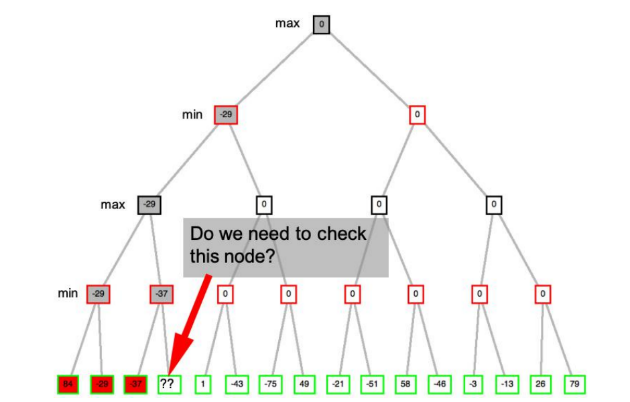 max 0
min -29 0
max -29 0 0 0
Do we need to check
this node?
min -29 -37 0 0 0 0 0 0
84 -29 -37 ?? 1 -43 -75 49 -21 -51 58 -46 -3 -13 26 79